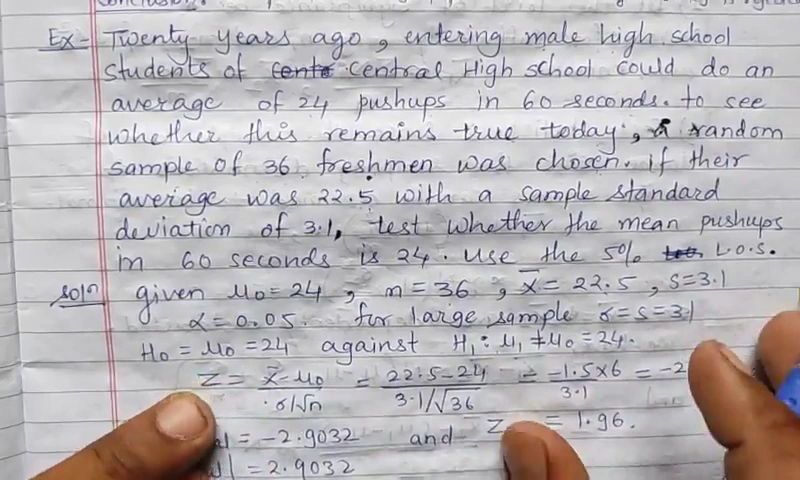 Conclusion:
Ex- Twenty years ago, entering male high school
students of central High school could do an
average of 24 pushups in 60 seconds. to see
whether this remains true today, a random
sample of 36 freshmen was chosen. if their
average was 22.5 with a sample standard
deviation of 3.1, test whether the mean pushups
in 60 seconds is 24. use the 5% L.O.S.
Soln given μ0 = 24, n = 36, x̄ = 22.5, S = 3.1
α = 0.05. for large sample σ = S = 3.1
H0 = μ0 = 24 against H1: μ1 ≠ μ0 = 24.
Z = x̄ - μ0 / σ/√n = 22.5 - 24 / 3.1/√36 = -1.5 x 6 / 3.1 = -2
= -2.9032 and Z = 1.96.
| = 2.9032